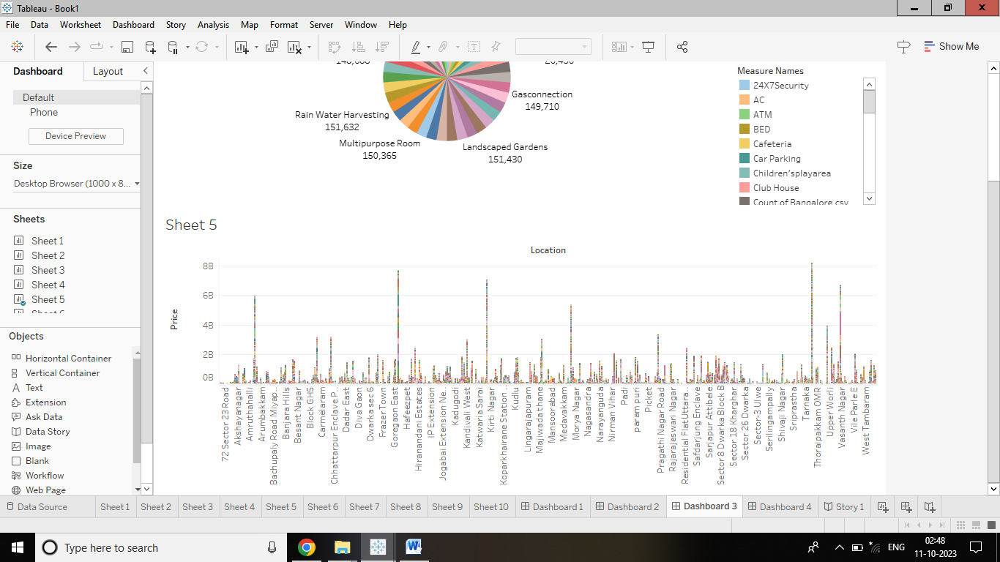 Tableau - Book1
File Data Worksheet Dashboard Story Analysis Map Format Server Window Help
Show Me
Dashboard Layout
Default
Phone
Device Preview
Size
Desktop Browser (1000 x 8...
Sheets
Sheet 1
Sheet 2
Sheet 3
Sheet 4
Sheet 5
Objects
Horizontal Container
Vertical Container
Text
Extension
Ask Data
Data Story
Image
Blank
Workflow
Web Page
Gasconnection
149,710
Rain Water Harvesting
151,632
Multipurpose Room
150,365
Landscaped Gardens
151,430
Measure Names
24X7Security
AC
ATM
BED
Cafeteria
Car Parking
Children'splayarea
Club House
Count of Bangalore.csv
Sheet 5
Location
Price
8B
6B
4B
2B
0B
72 Sector 23 Road
Akshayanagar
Amruthahalli
Arumbakkam
Bachupaly Road Miyap..
Banjara Hills
Besant Nagar
Block GH5
Carmelaram
Chhattarpur Enclave P..
Dadar East
Diva Gaon
Dwarka sec 6
Frazer Town
Goregaon East
Hafeezpet
Hiranandani Estates
IP Extension
Jogabai Extension Ne..
Kadugodi
Kandivali West
Katwaria Sarai
Kirti Nagar
Koparkhairane Station ..
Kudlu
Lingarajapuram
Majiwada thane
Mansoorabad
Medavakkam
Morya Nagar
Nagasandra
Narayanguda
Nirman Vihar
Padi
param puri
Picket
Pragathi Nagar Road
Rajarajeswari Nagar
Residential Flat Uttara..
Safdarjung Enclave
Sarjapur Attibele
Sector 8 Dwarka Block B
Sector 18 Kharghar
Sector 26 Dwarka
Sector-3 Ulwe
Serilingampally
Shivaji Nagar
Sriprastha
Tarnaka
Thoraipakkam OMR
Upper Worli
Vasanth Nagar
Vile Parle E
West Tambaram
Data Source Sheet 1 Sheet 2 Sheet 3 Sheet 4 Sheet 5 Sheet 6 Sheet 7 Sheet 8 Sheet 9 Sheet 10 Dashboard 1 Dashboard 2 Dashboard 3 Dashboard 4 Story 1
Type here to search
ENG
02:48
11-10-2023